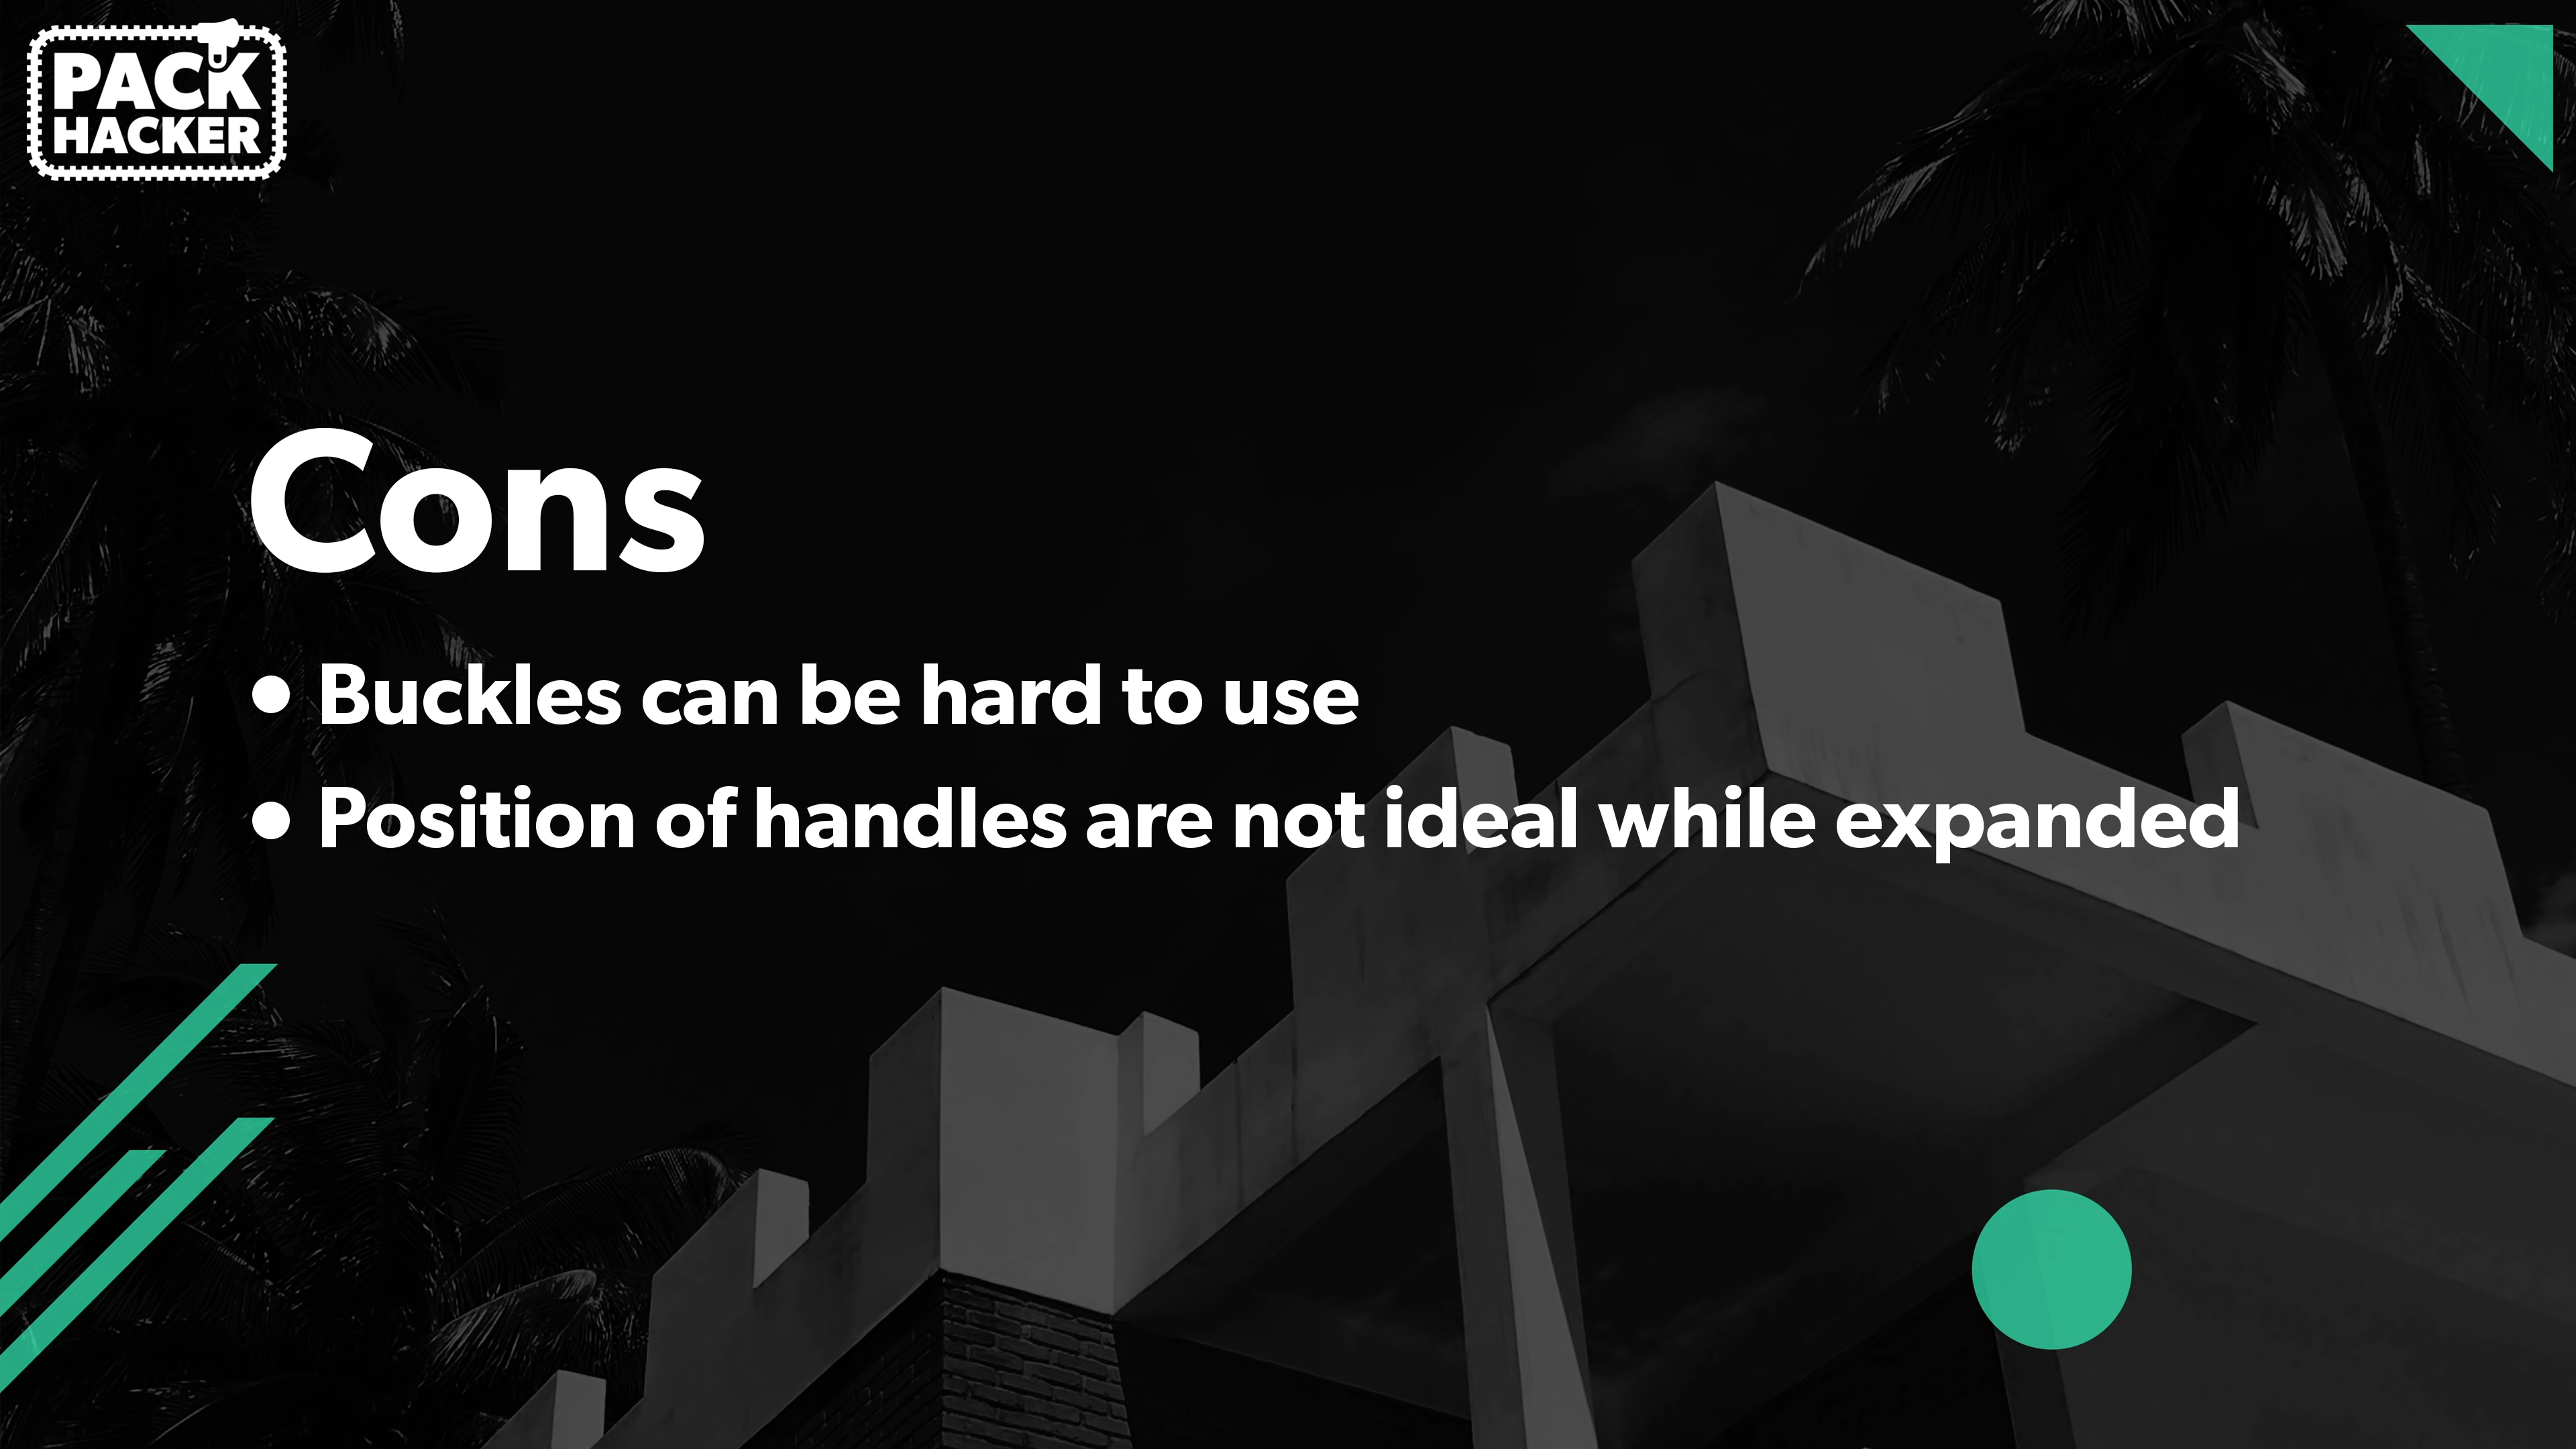 PACK
HACKER
Cons
• Buckles can be hard to use
• Position of handles are not ideal while expanded